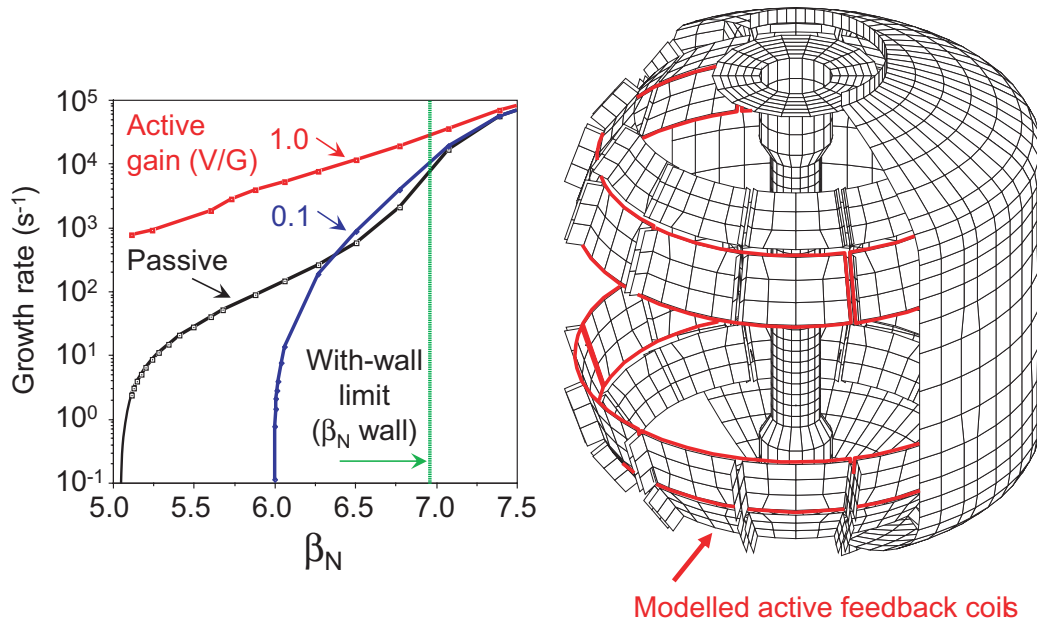 Growth rate (s⁻¹)
10⁵
10⁴
10³
10²
10¹
10⁰
10⁻¹
Active
gain (V/G)
1.0
0.1
Passive
With-wall
limit
(βN wall)
5.0 5.5 6.0 6.5 7.0 7.5
βN
Modelled active feedback coils